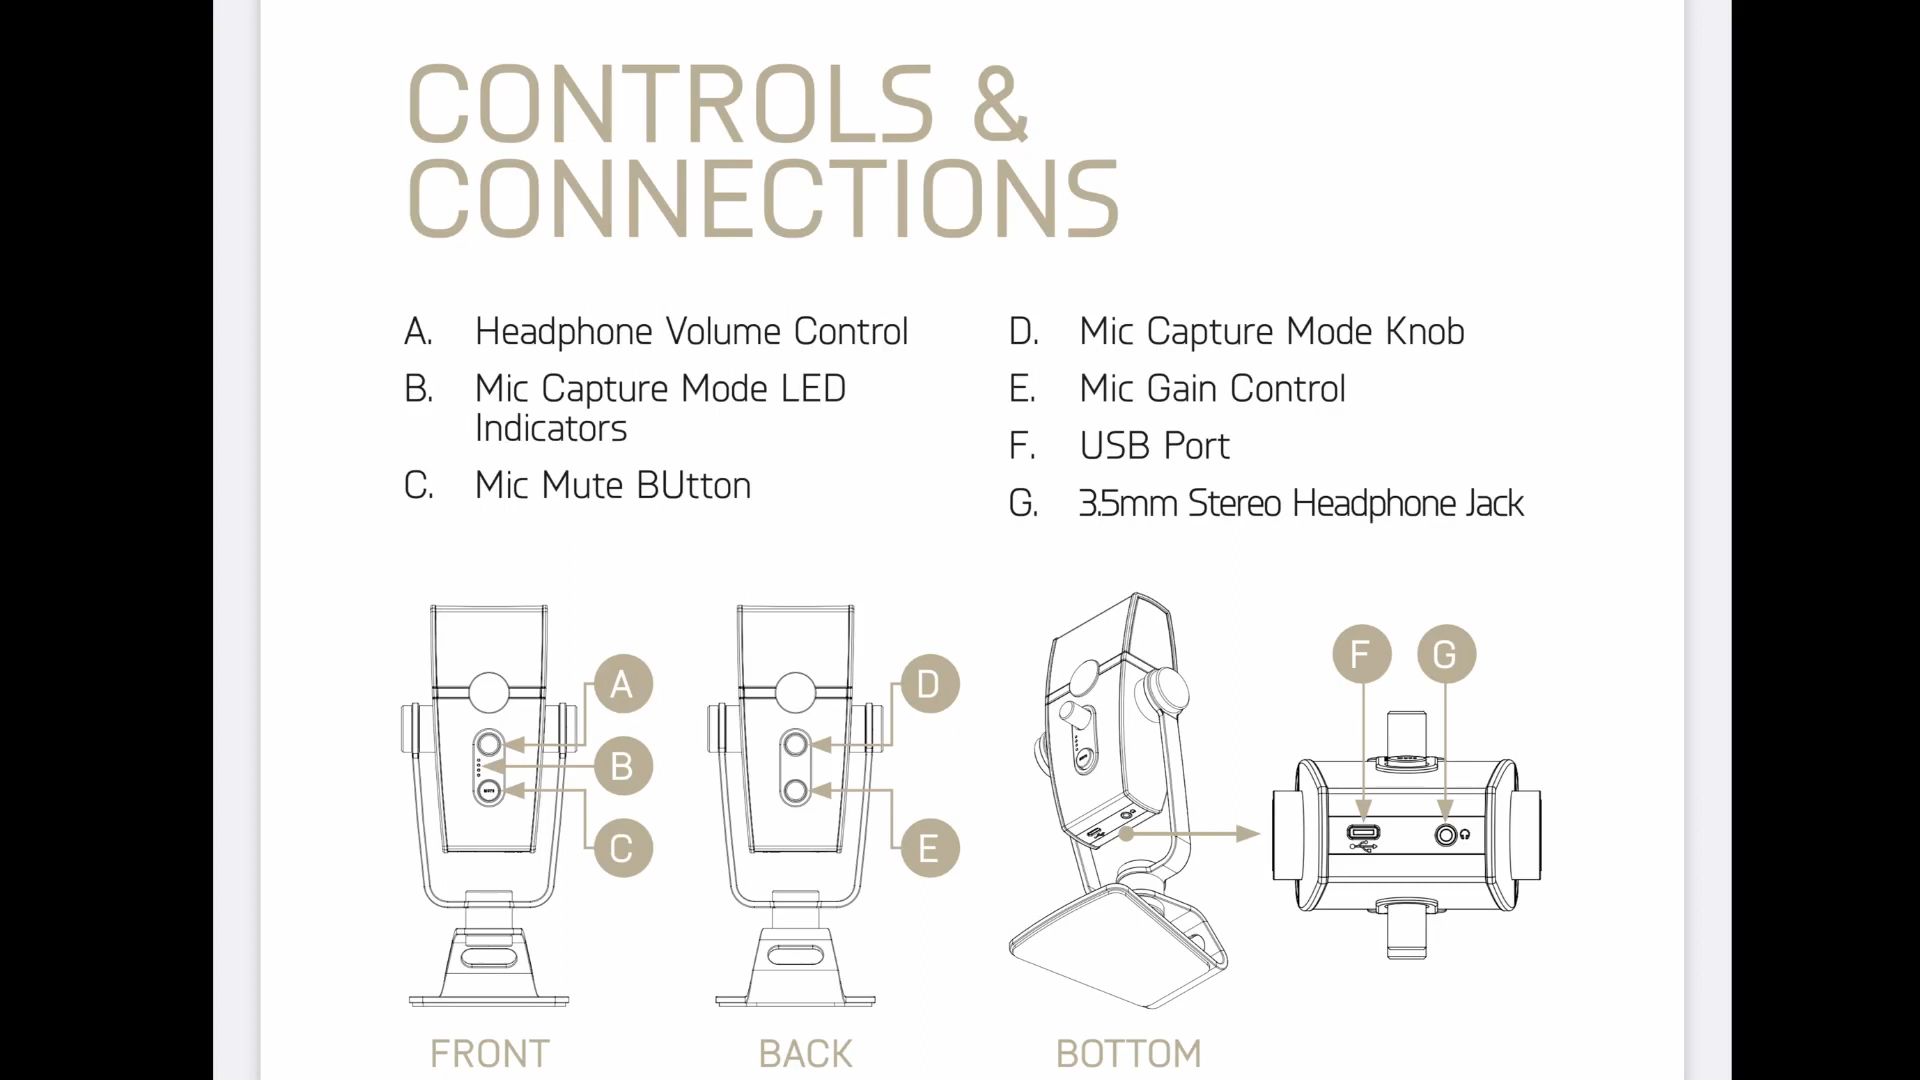 CONTROLS &
CONNECTIONS
A. Headphone Volume Control
B. Mic Capture Mode LED
Indicators
C. Mic Mute BUtton
D. Mic Capture Mode Knob
E. Mic Gain Control
F. USB Port
G. 3.5mm Stereo Headphone Jack
A
B
MUTE
C
D
E
F
G
FRONT
BACK
BOTTOM